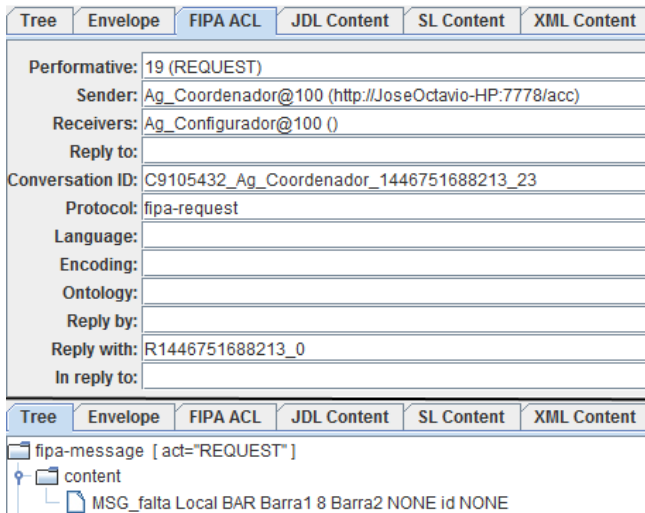 Tree Envelope FIPA ACL JDL Content SL Content XML Content
Performative: 19 (REQUEST)
Sender: Ag_Coordenador@100 (http://JoseOctavio-HP:7778/acc)
Receivers: Ag_Configurador@100 ()
Reply to:
Conversation ID: C9105432_Ag_Coordenador_1446751688213_23
Protocol: fipa-request
Language:
Encoding:
Ontology:
Reply by:
Reply with: R1446751688213_0
In reply to:
Tree Envelope FIPA ACL JDL Content SL Content XML Content
fipa-message [ act="REQUEST" ]
content
MSG_falta Local BAR Barra1 8 Barra2 NONE id NONE